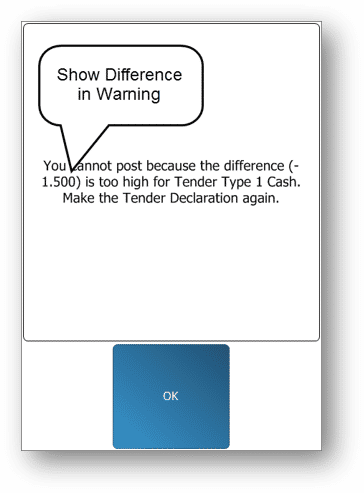 Show Difference
in Warning
You cannot post because the difference (-
1.500) is too high for Tender Type 1 Cash.
Make the Tender Declaration again.
OK